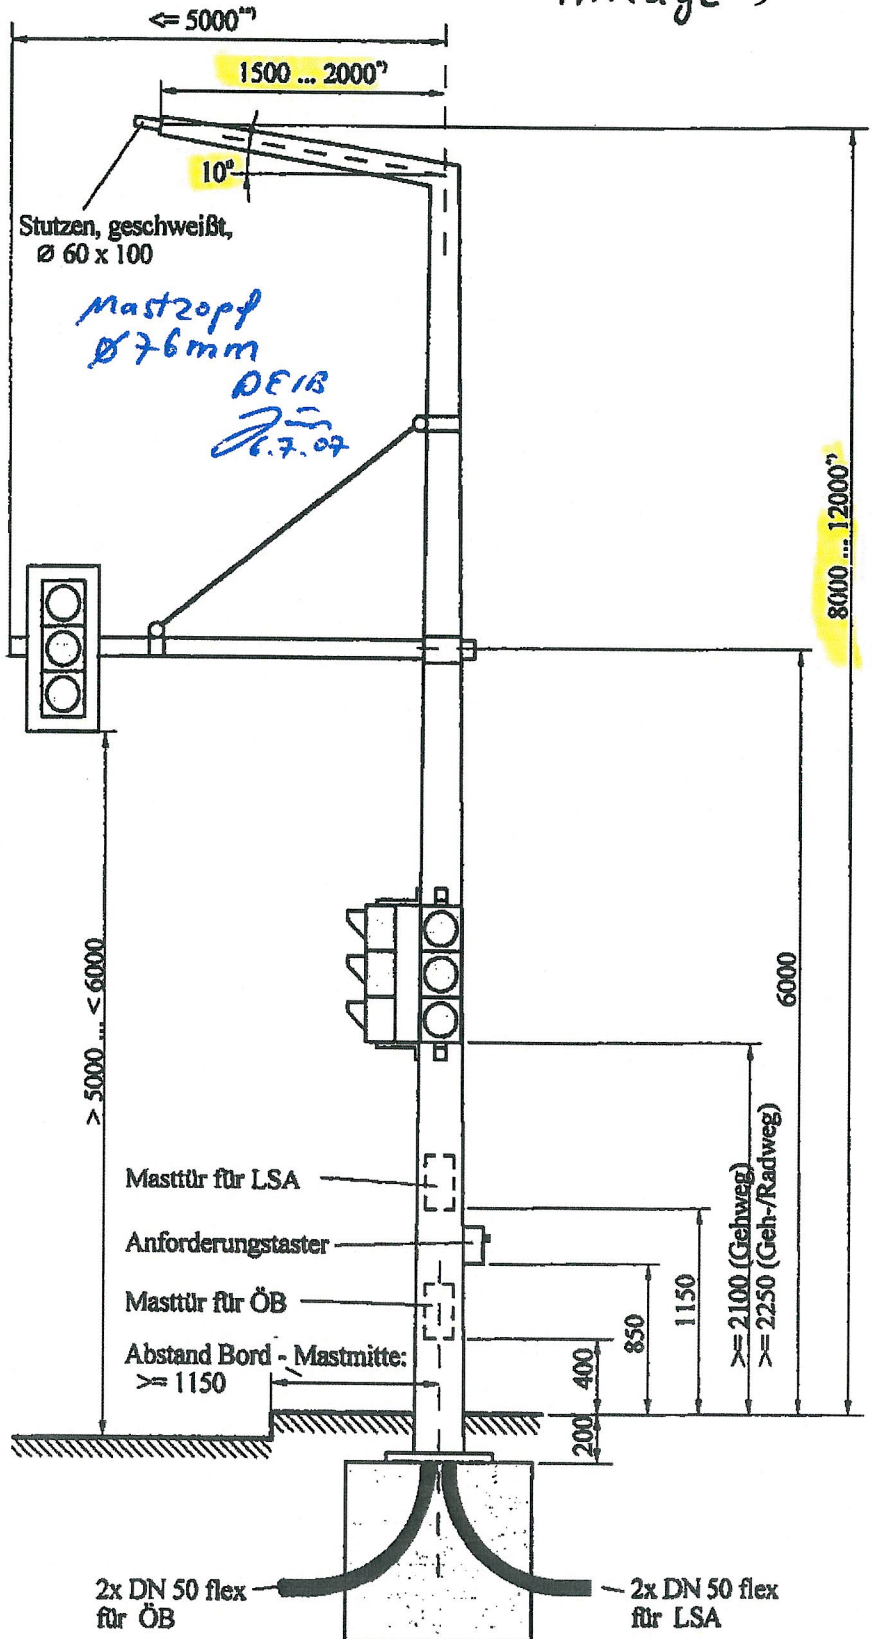 Anlage
<= 5000**)
1500 ... 2000*)
10°
Stutzen, geschweißt,
Ø 60 x 100
Mastzopf
Ø 76mm
6.7.07
8000 ... 12000*)
6000
> 5000 ... < 6000
>= 2100 (Gehweg)
>= 2250 (Geh-/Radweg)
Masttür für LSA
1150
Anforderungstaster
850
Masttür für ÖB
400
Abstand Bord - Mastmitte:
>= 1150
200
2x DN 50 flex
für ÖB
2x DN 50 flex
für LSA